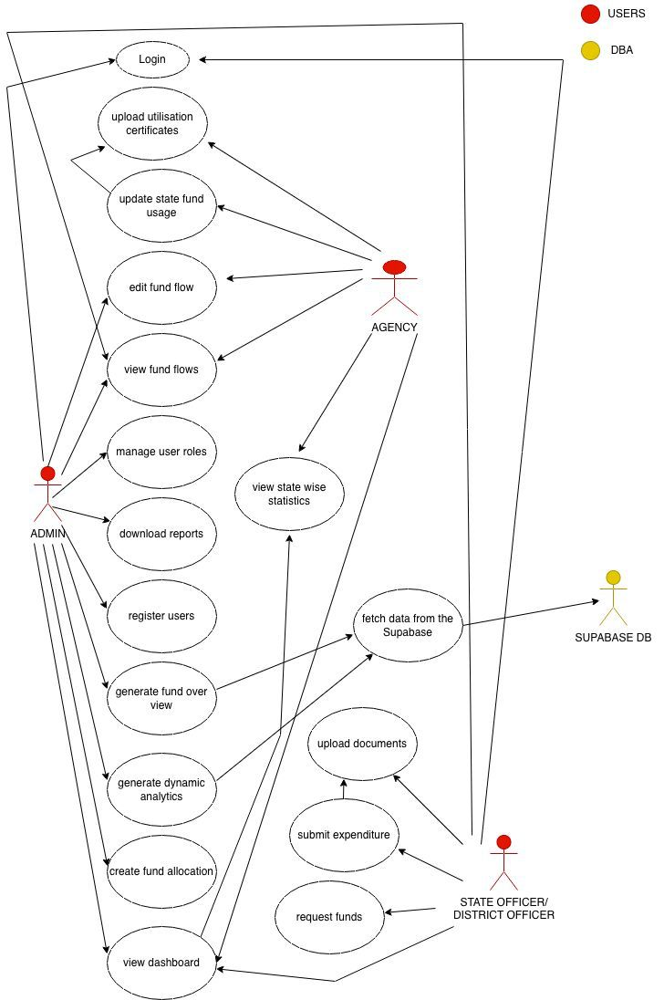 USERS
DBA
Login
upload utilisation
certificates
update state fund
usage
edit fund flow
AGENCY
view fund flows
manage user roles
view state wise
statistics
ADMIN
download reports
register users
fetch data from the
Supabase
SUPABASE DB
generate fund over
view
upload documents
generate dynamic
analytics
submit expenditure
create fund allocation
STATE OFFICER/
DISTRICT OFFICER
request funds
view dashboard